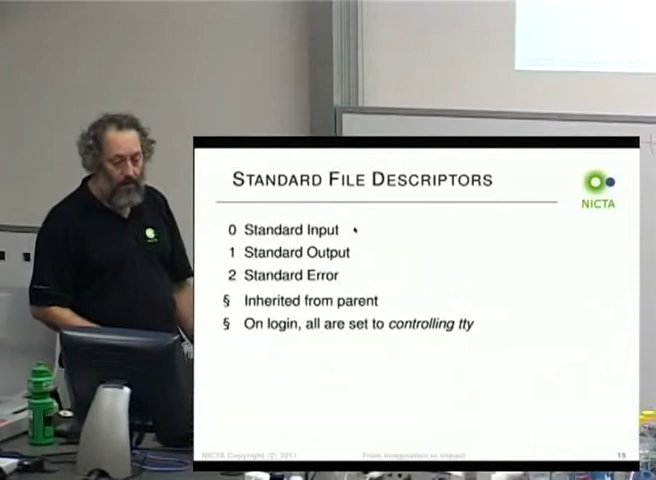 STANDARD FILE DESCRIPTORS
NICTA
0 Standard Input
1 Standard Output
2 Standard Error
§ Inherited from parent
§ On login, all are set to controlling tty
NICTA Copyright © 2011 From imagination to impact 18